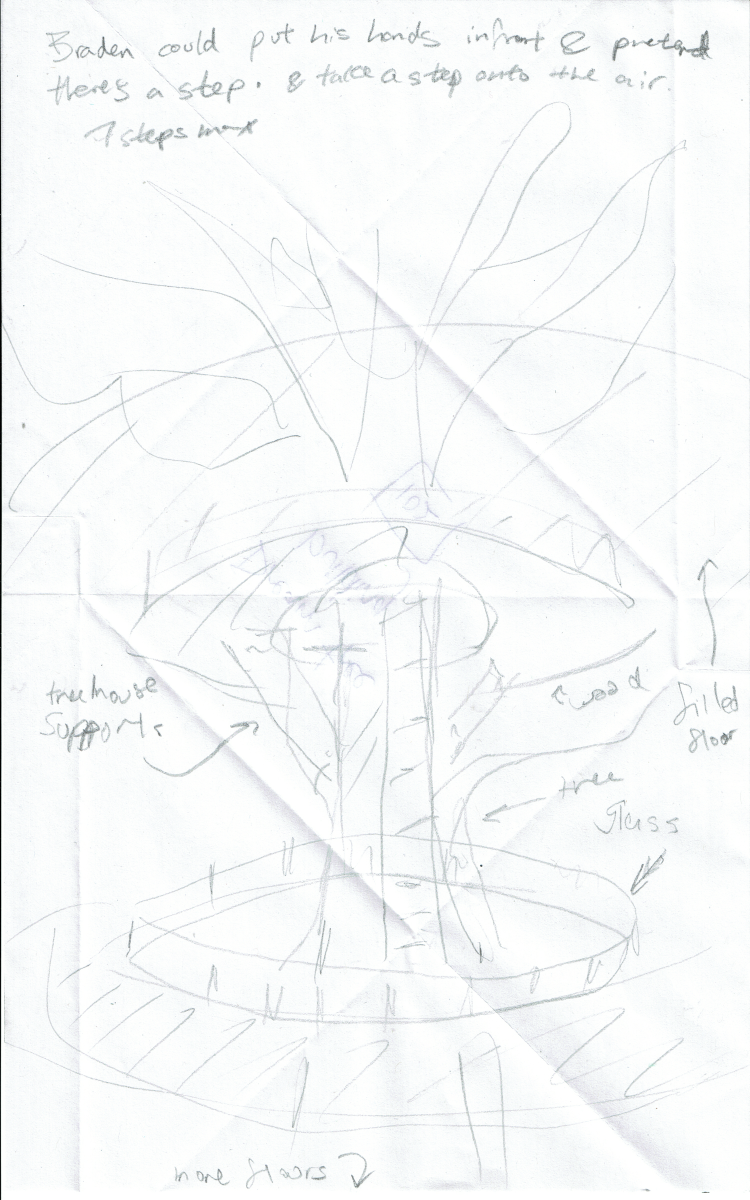 Braden could put his hands infront & pretend
there's a step. & take a step onto the air.
7 steps max
treehouse
supports
wood
filled
floor
tree
glass
more floors